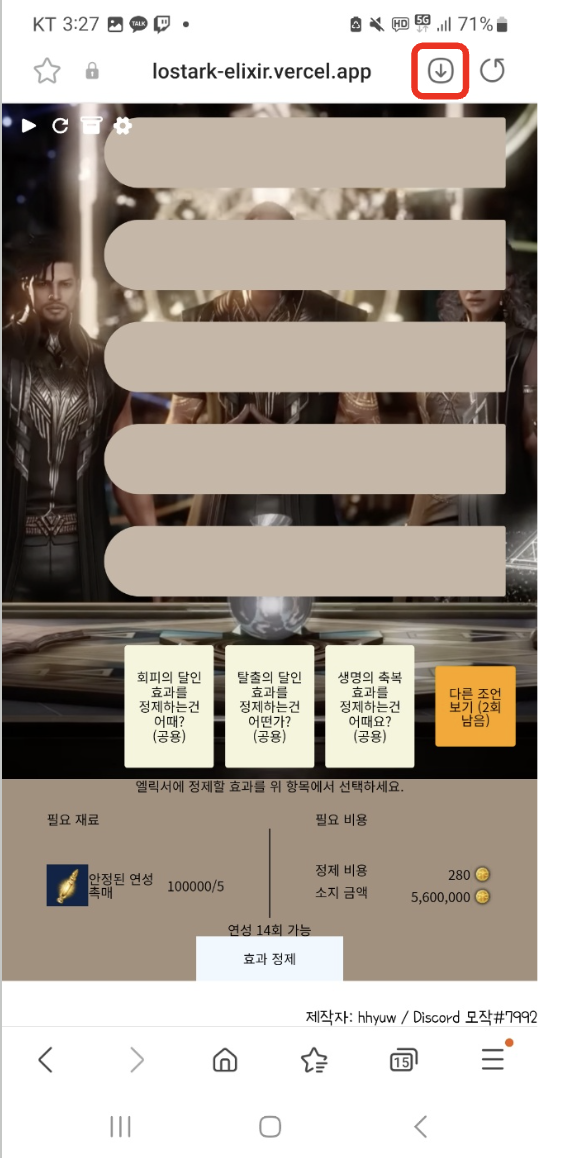 KT 3:27 TALK HD 5G 71%
lostark-elixir.vercel.app
회피의 달인
효과를
정제하는건
어때?
(공용)
탈출의 달인
효과를
정제하는건
어떤가?
(공용)
생명의 축복
효과를
정제하는건
어때요?
(공용)
다른 조언
보기 (2회
남음)
엘릭서에 정제할 효과를 위 항목에서 선택하세요.
필요 재료
안정된 연성
촉매
100000/5
필요 비용
정제 비용 280
소지 금액 5,600,000
연성 14회 가능
효과 정제
제작자: hhyuw / Discord 모작#7992
15